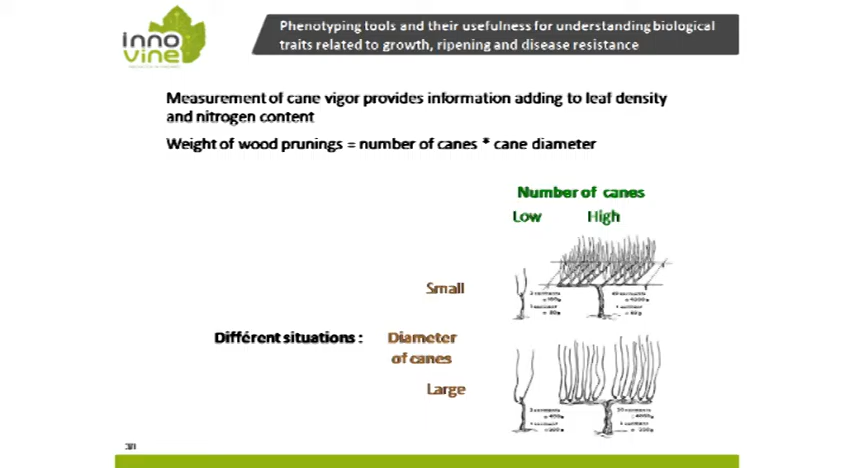 inno
vine
Phenotyping tools and their usefulness for understanding biological
traits related to growth, ripening and disease resistance
Measurement of cane vigor provides information adding to leaf density
and nitrogen content
Weight of wood prunings = number of canes * cane diameter
Number of canes
Low High
Small
Différent situations : Diameter
of canes
Large
30